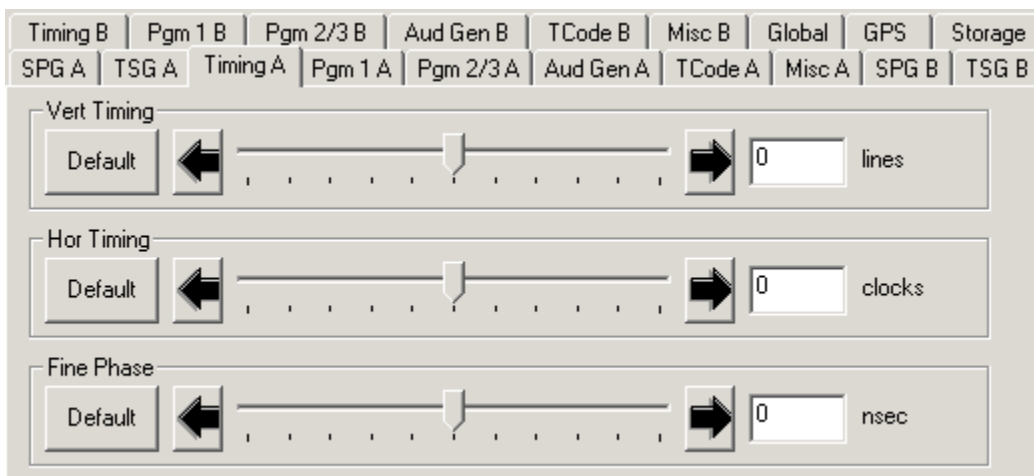 Timing B Pgm 1 B Pgm 2/3 B Aud Gen B TCode B Misc B Global GPS Storage
SPG A TSG A Timing A Pgm 1 A Pgm 2/3 A Aud Gen A TCode A Misc A SPG B TSG B
Vert Timing
Default 0 lines
Hor Timing
Default 0 clocks
Fine Phase
Default 0 nsec